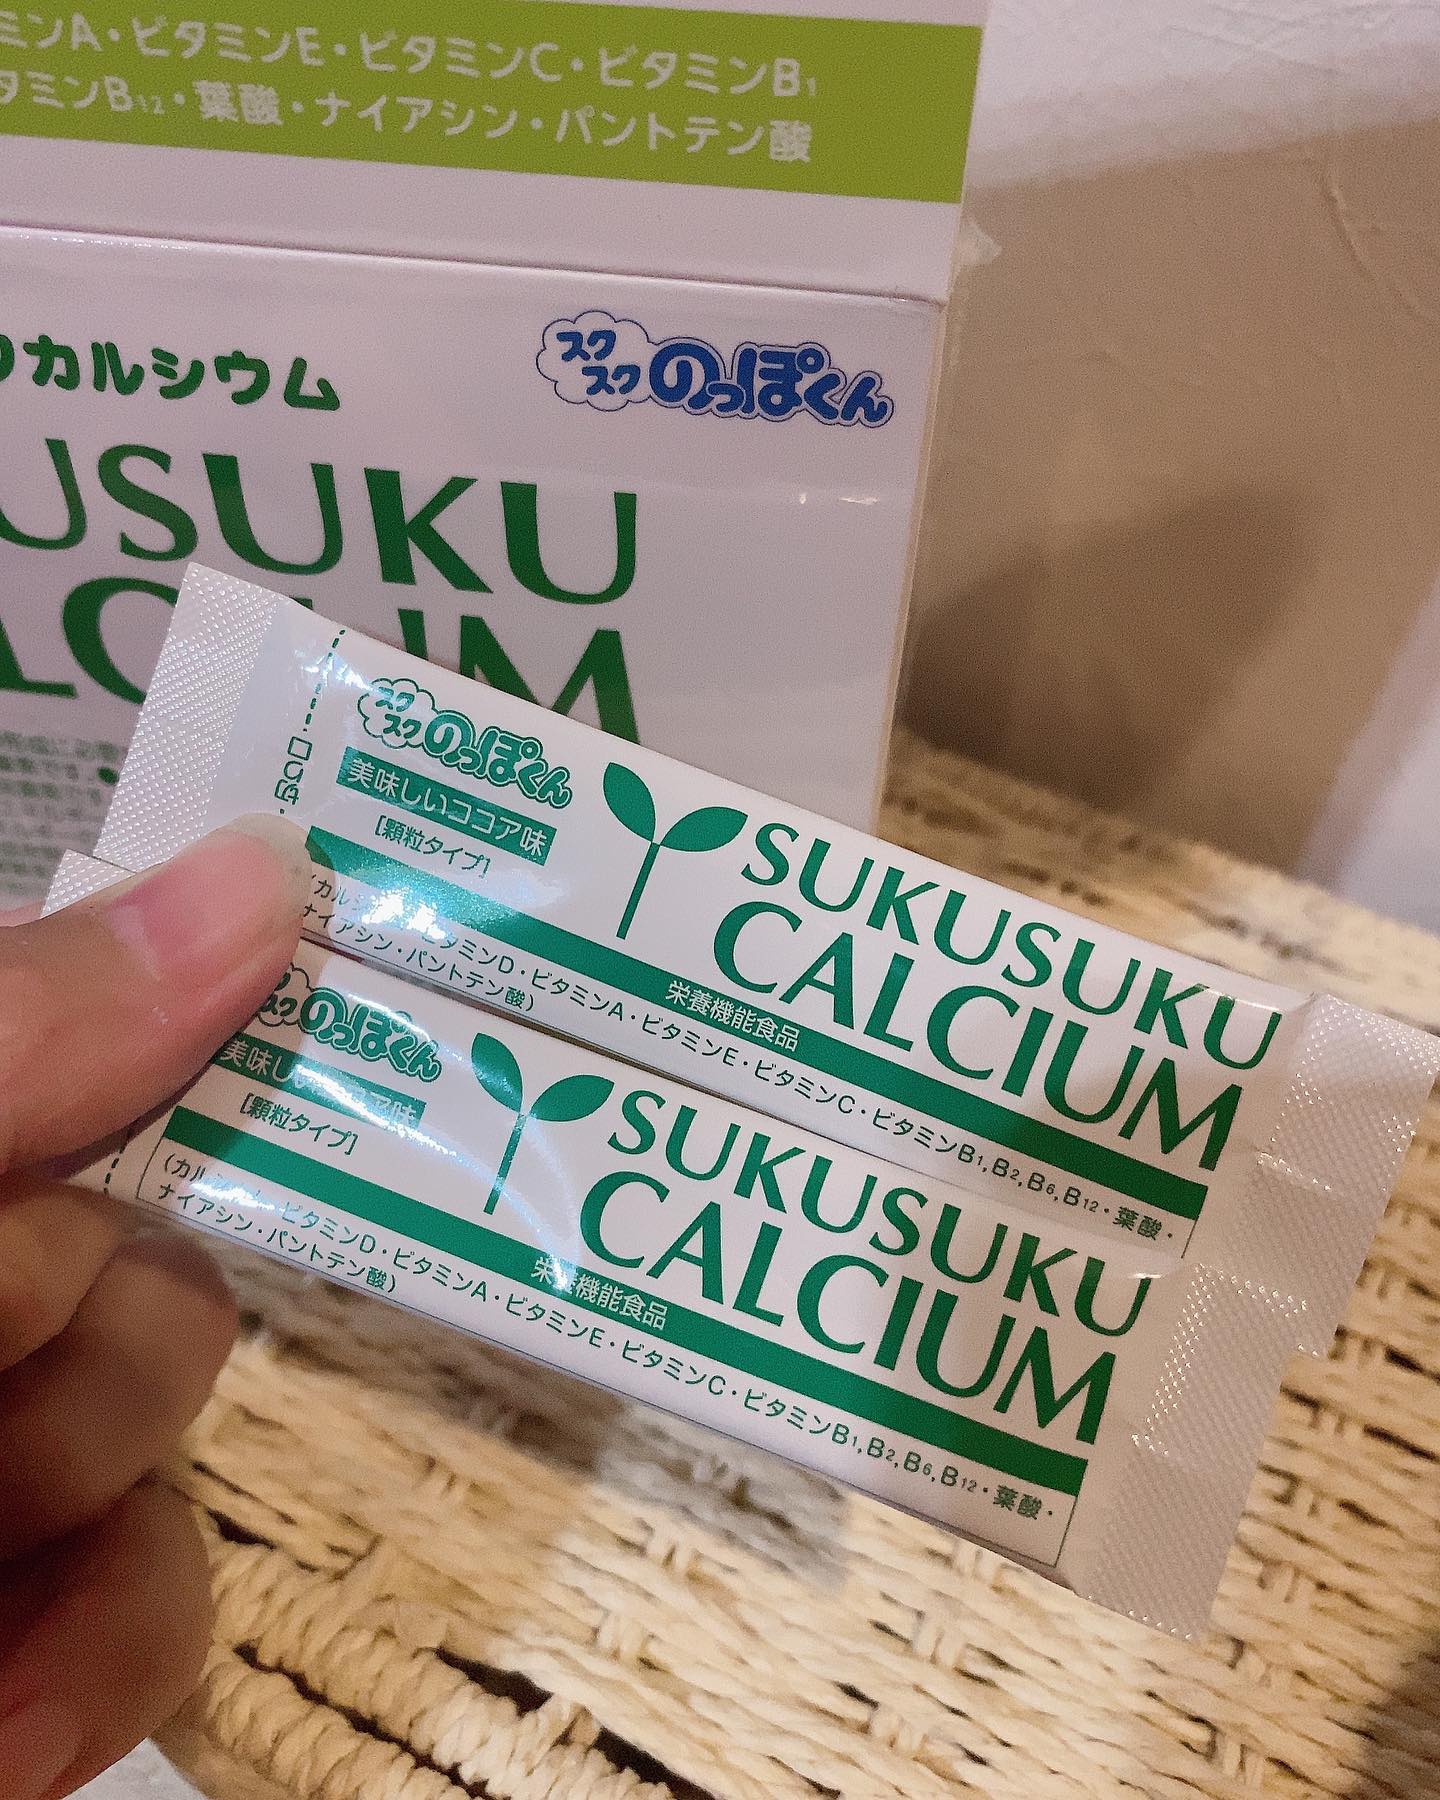 ミンA・ビタミンE・ビタミンC・ビタミンB1
タミンB12・葉酸・ナイアシン・パントテン酸
カルシウム
スクスクのっぽくん
USUKU
スクスクのっぽくん
美味しいココア味
[顆粒タイプ]
SUKUSUKU
CALCIUM
栄養機能食品
ビタミンD・ビタミンA・ビタミンE・ビタミンC・ビタミンB1,B2,B6,B12・葉酸・
ナイアシン・パントテン酸)
のっぽくん
[顆粒タイプ]
SUKUSUKU
CALCIUM
栄養機能食品
ビタミンD・ビタミンA・ビタミンE・ビタミンC・ビタミンB1,B2,B6,B12・葉酸・
ナイアシン・パントテン酸)